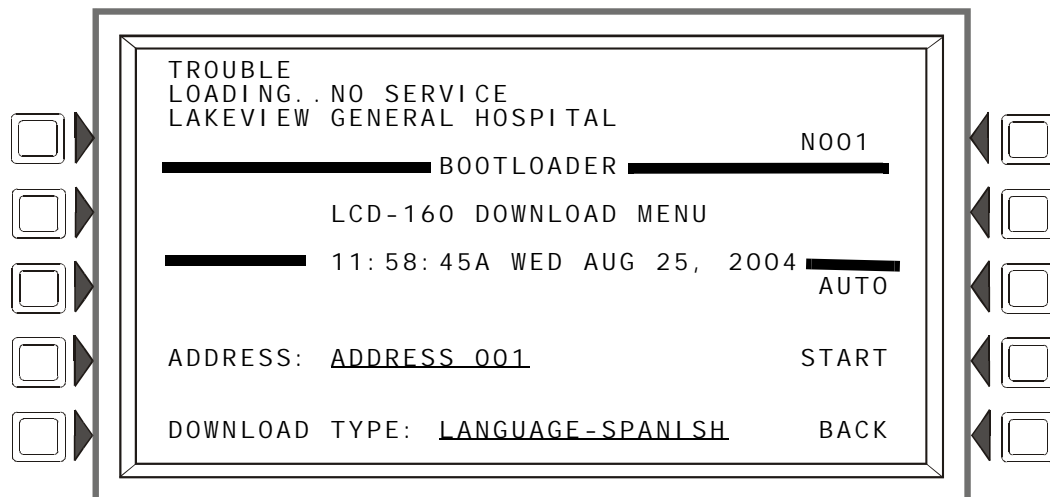 TROUBLE
LOADING..NO SERVICE
LAKEVIEW GENERAL HOSPITAL
N001
BOOTLOADER
LCD-160 DOWNLOAD MENU
11:58:45A WED AUG 25, 2004
AUTO
ADDRESS: ADDRESS 001 START
DOWNLOAD TYPE: LANGUAGE-SPANISH BACK